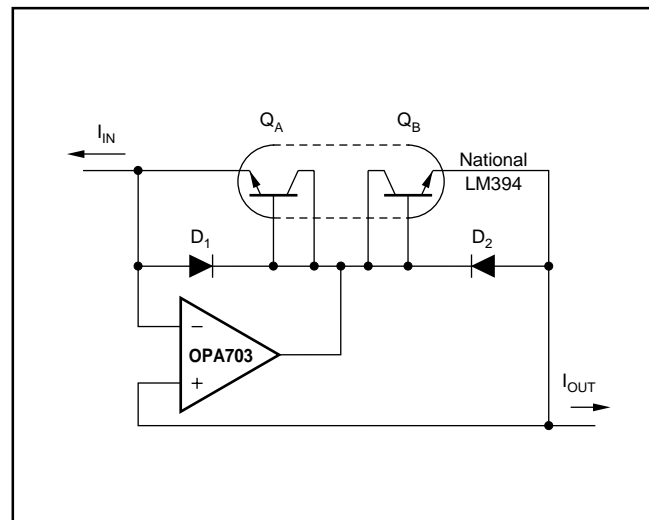 I_IN
Q_A
Q_B
National
LM394
D_1
D_2
−
OPA703
+
I_OUT